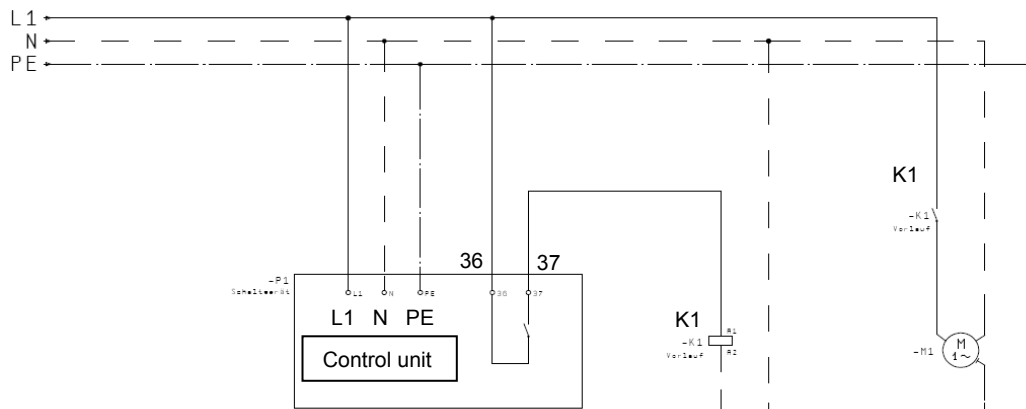 L1
N
PE
K1
-K1
Vorlauf
36 37
-P1
Schaltgerät
L1 N PE 36 37
L1 N PE
Control unit
K1
-K1
Vorlauf
A1
A2
-M1
M
1~